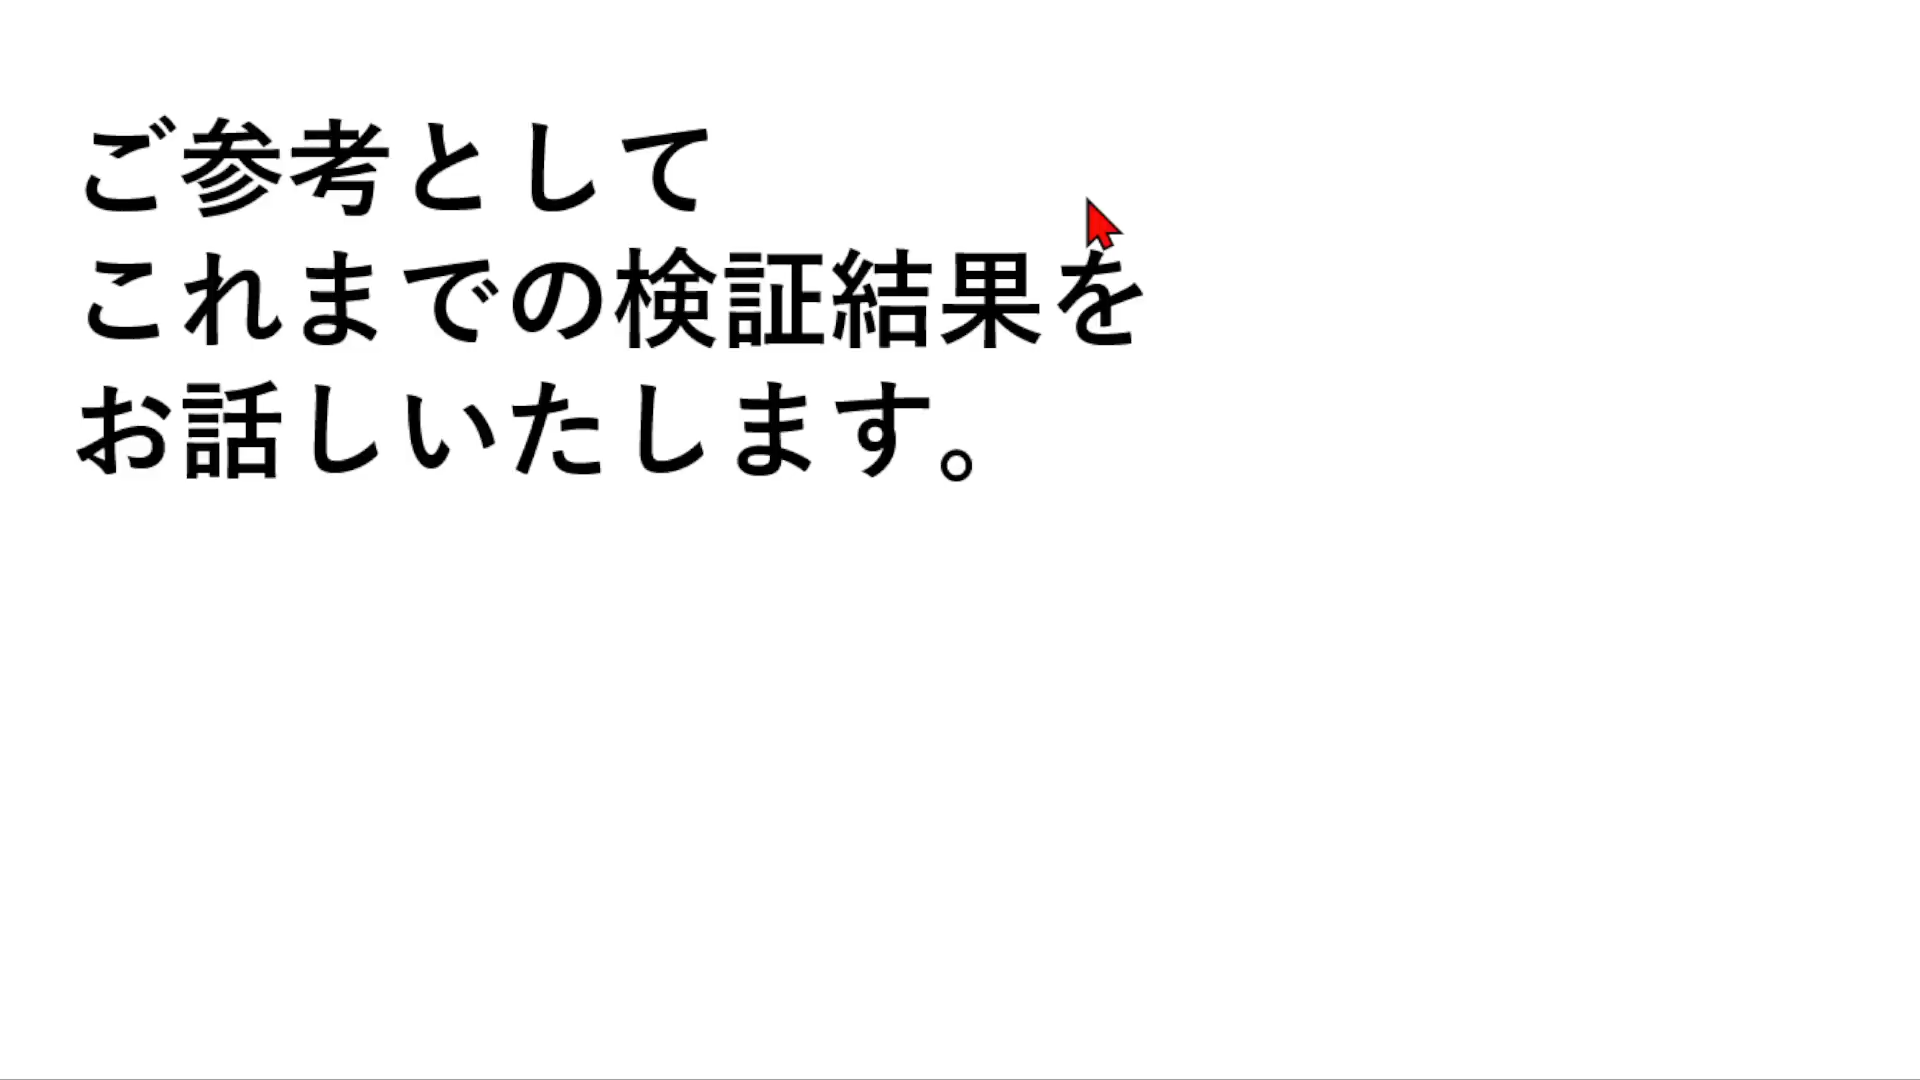 ご参考として
これまでの検証結果を
お話しいたします。